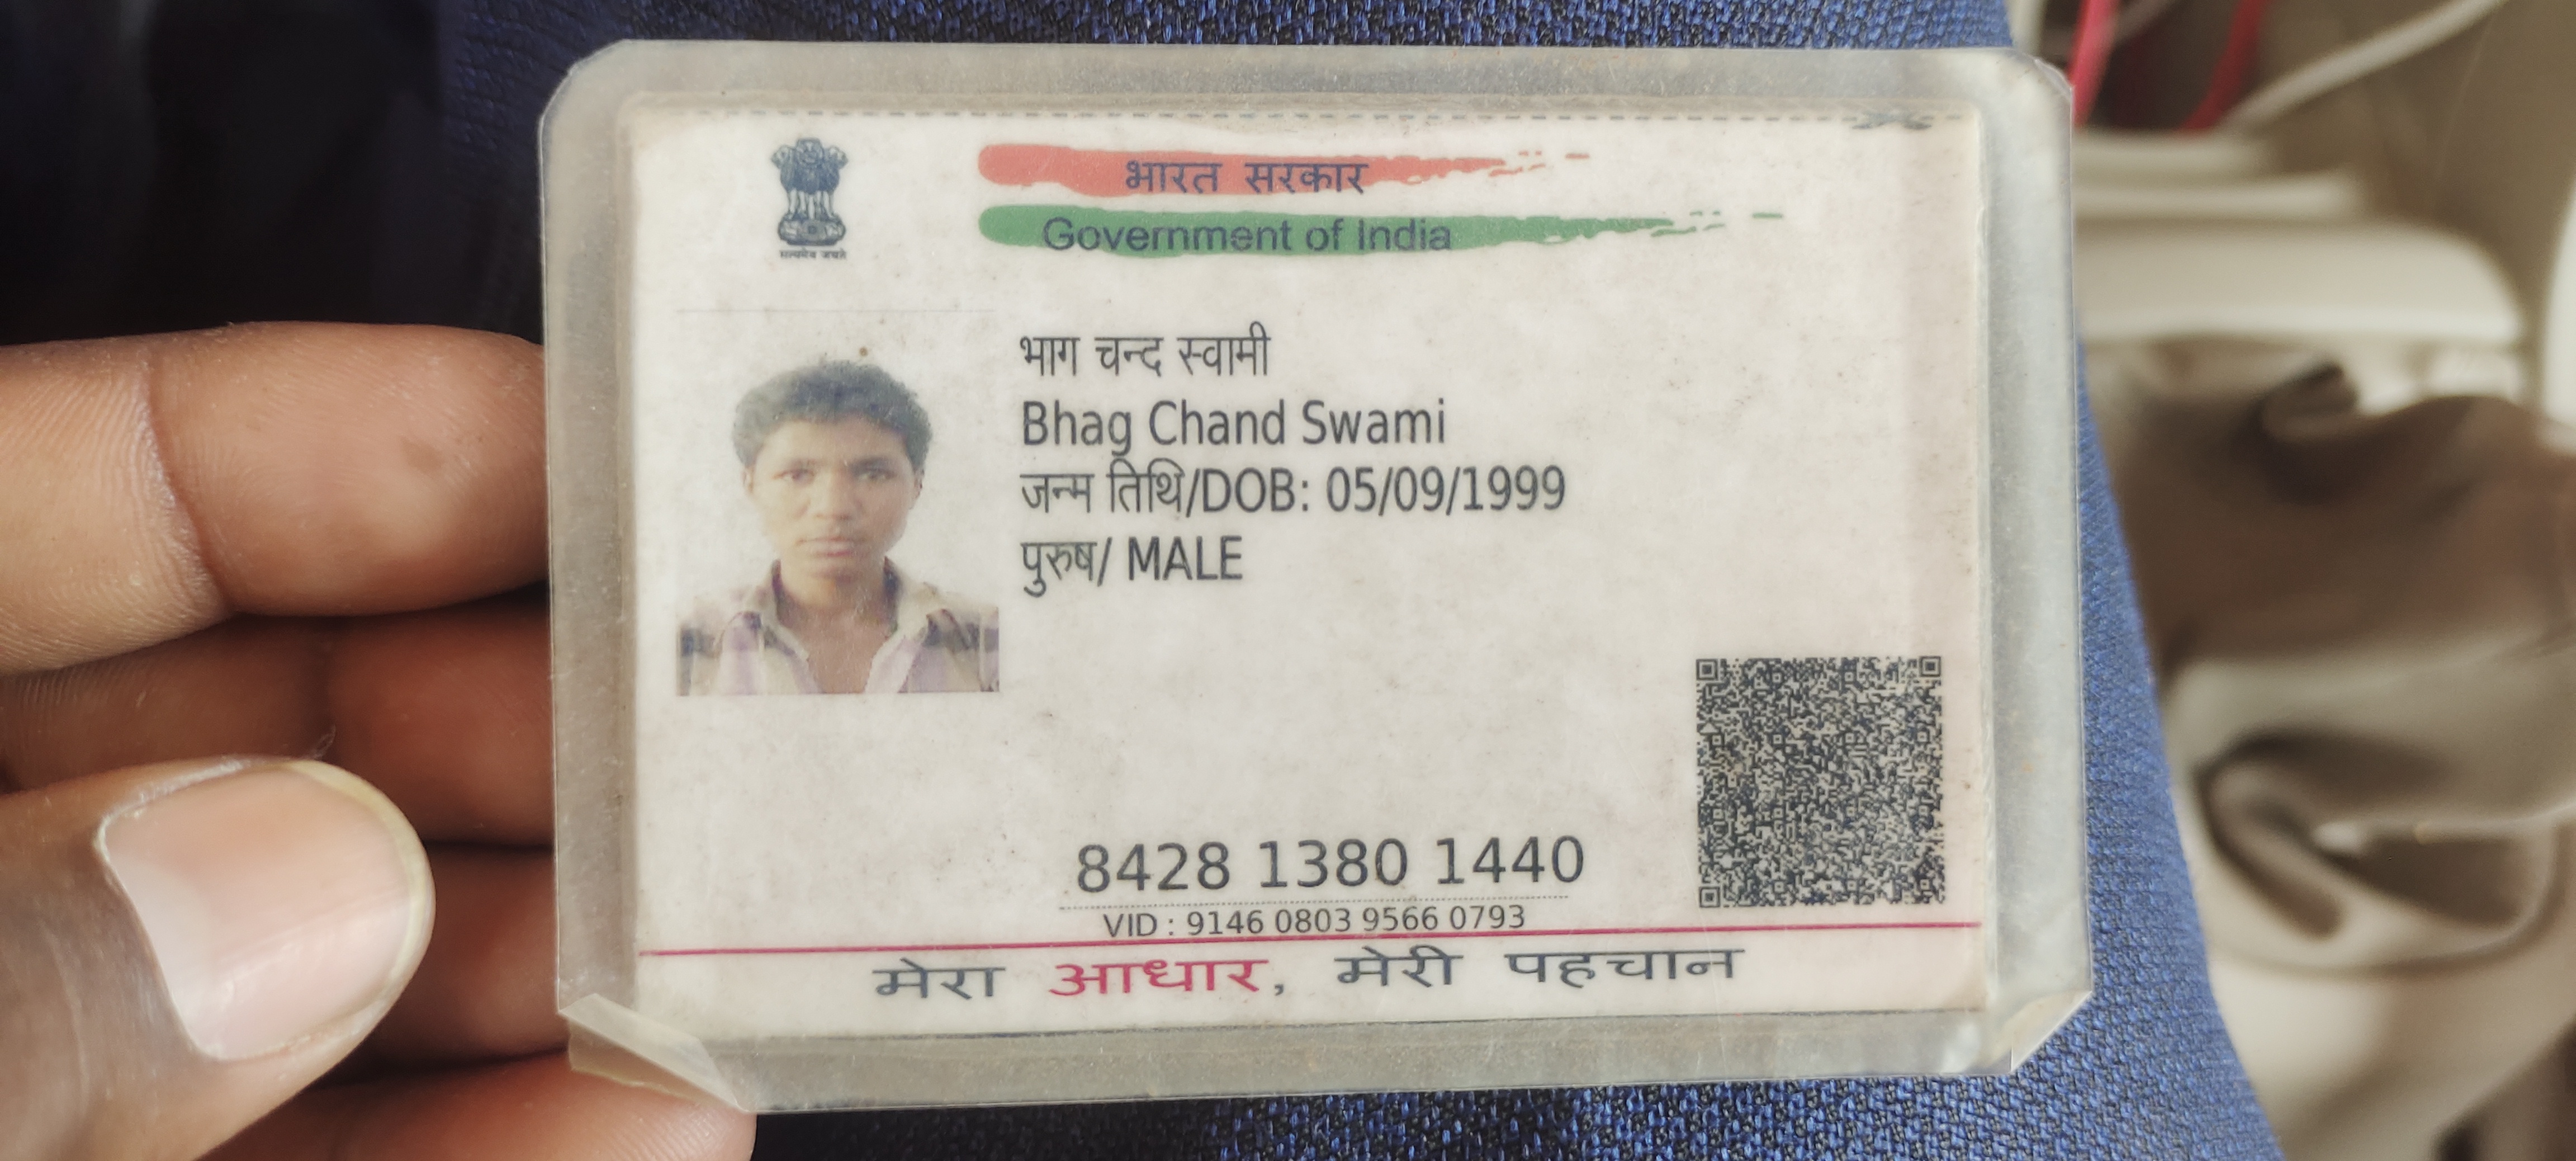 सत्यमेव जयते
भारत सरकार
Government of India
भाग चन्द स्वामी
Bhag Chand Swami
जन्म तिथि/DOB: 05/09/1999
पुरुष/ MALE
8428 1380 1440
VID : 9146 0803 9566 0793
मेरा आधार, मेरी पहचान